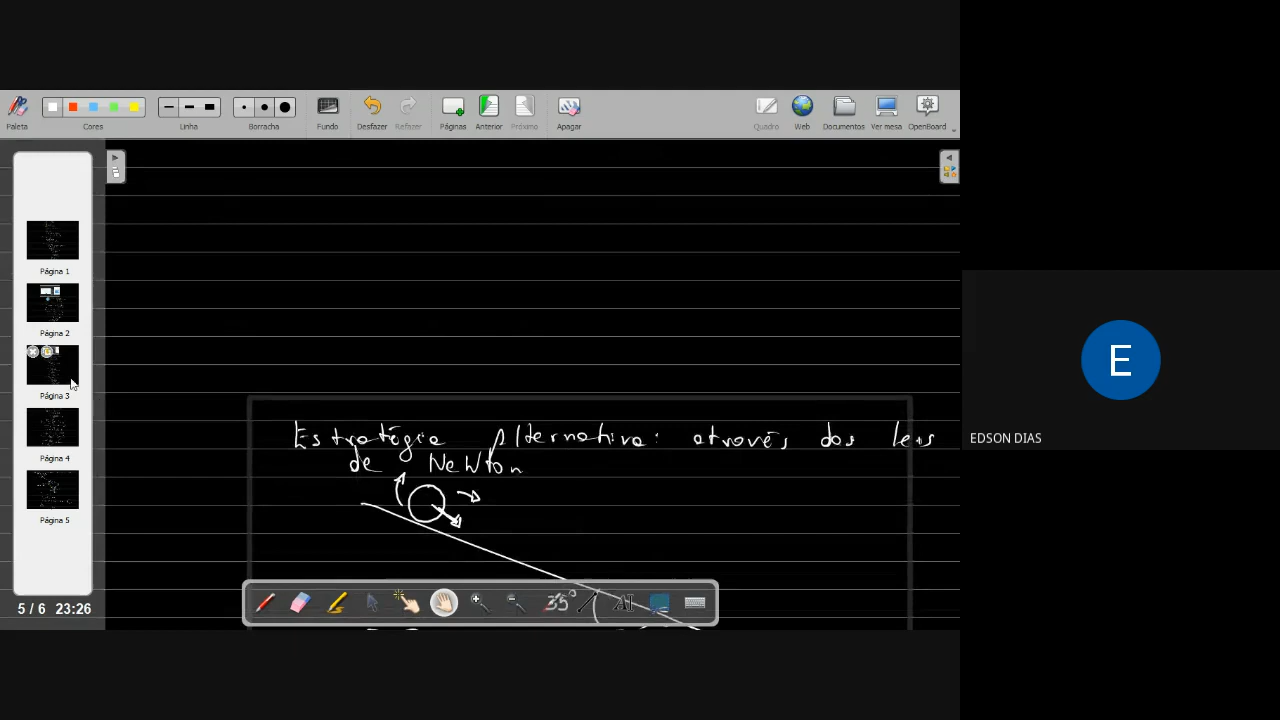 Paleta
Cores
Linha
Borracha
Fundo
Desfazer
Refazer
Páginas
Anterior
Próximo
Apagar
Quadro
Web
Documentos
Ver mesa
OpenBoard
Página 1
Página 2
Página 3
Página 4
Página 5
5 / 6 23:26
Estratégia Alternativa: através das leis
de Newton
35°
AI
E
EDSON DIAS